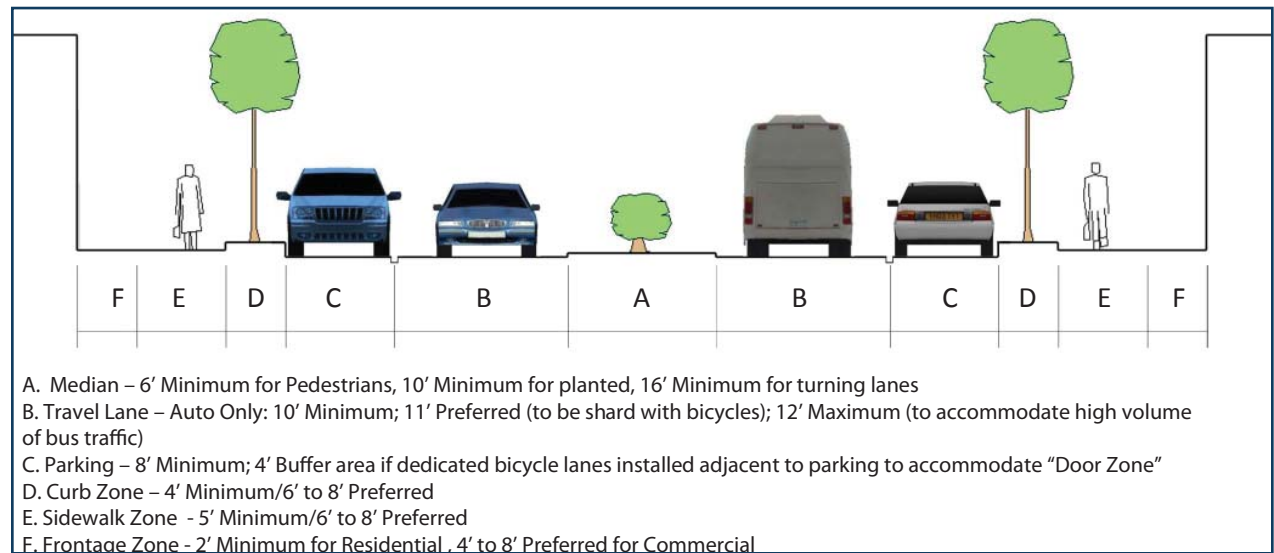 F E D C B A B C D E F
A. Median – 6’ Minimum for Pedestrians, 10’ Minimum for planted, 16’ Minimum for turning lanes
B. Travel Lane – Auto Only: 10’ Minimum; 11’ Preferred (to be shard with bicycles); 12’ Maximum (to accommodate high volume
of bus traffic)
C. Parking – 8’ Minimum; 4’ Buffer area if dedicated bicycle lanes installed adjacent to parking to accommodate “Door Zone”
D. Curb Zone – 4’ Minimum/6’ to 8’ Preferred
E. Sidewalk Zone - 5’ Minimum/6’ to 8’ Preferred
F. Frontage Zone - 2’ Minimum for Residential , 4’ to 8’ Preferred for Commercial